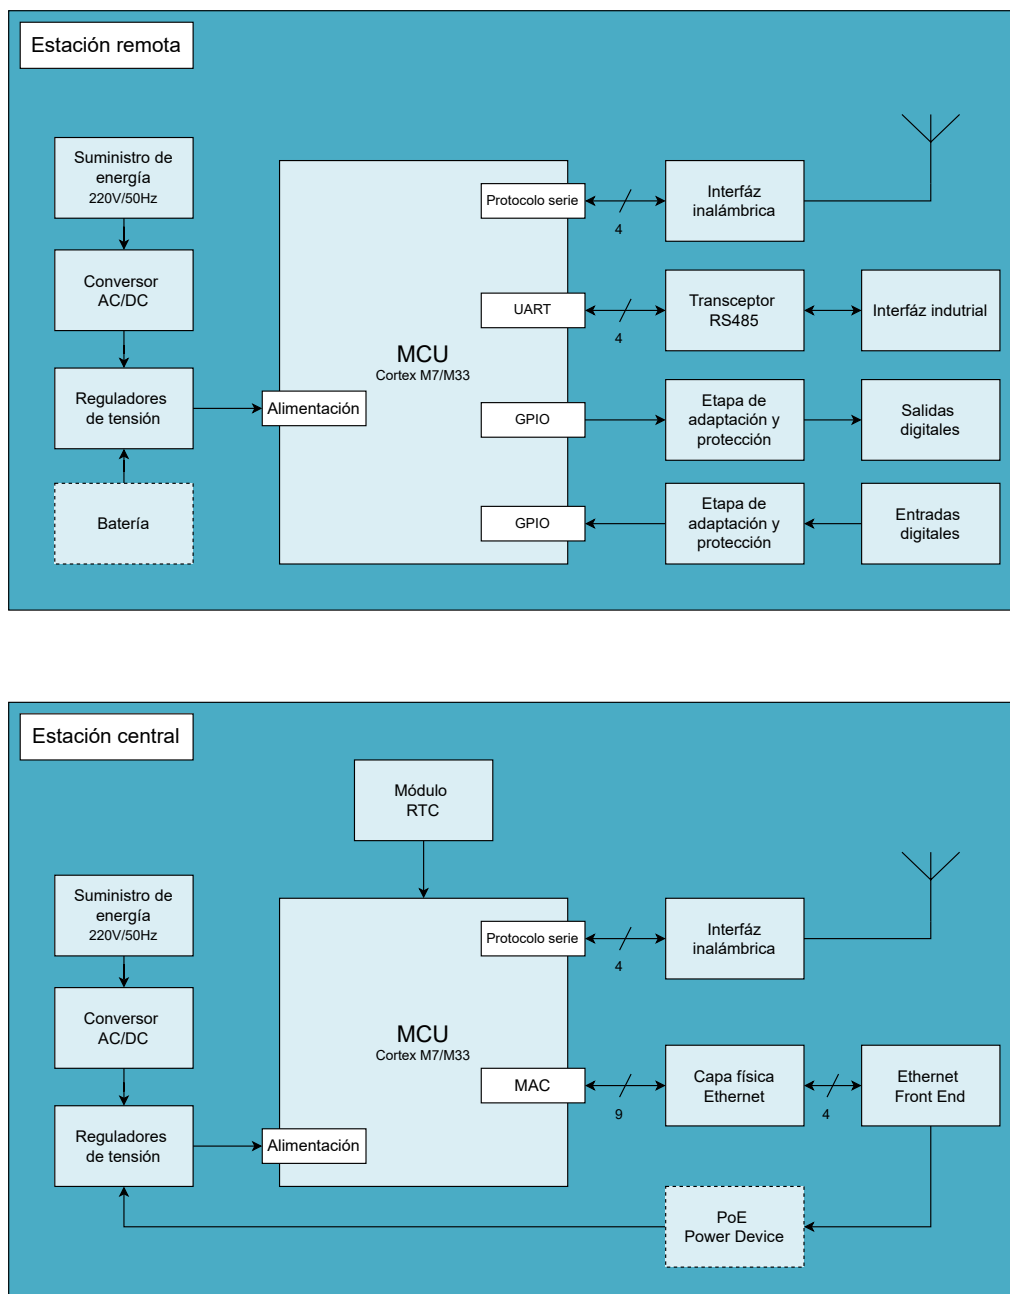 Estación remota
Suministro de
energía
220V/50Hz
Conversor
AC/DC
Reguladores
de tensión
Batería
Alimentación
MCU
Cortex M7/M33
Protocolo serie
4
Interfáz
inalámbrica
UART
4
Transceptor
RS485
Interfáz indutrial
GPIO
Etapa de
adaptación y
protección
Salidas
digitales
GPIO
Etapa de
adaptación y
protección
Entradas
digitales
Estación central
Módulo
RTC
Suministro de
energía
220V/50Hz
Conversor
AC/DC
Reguladores
de tensión
Alimentación
MCU
Cortex M7/M33
Protocolo serie
4
Interfáz
inalámbrica
MAC
9
Capa física
Ethernet
4
Ethernet
Front End
PoE
Power Device